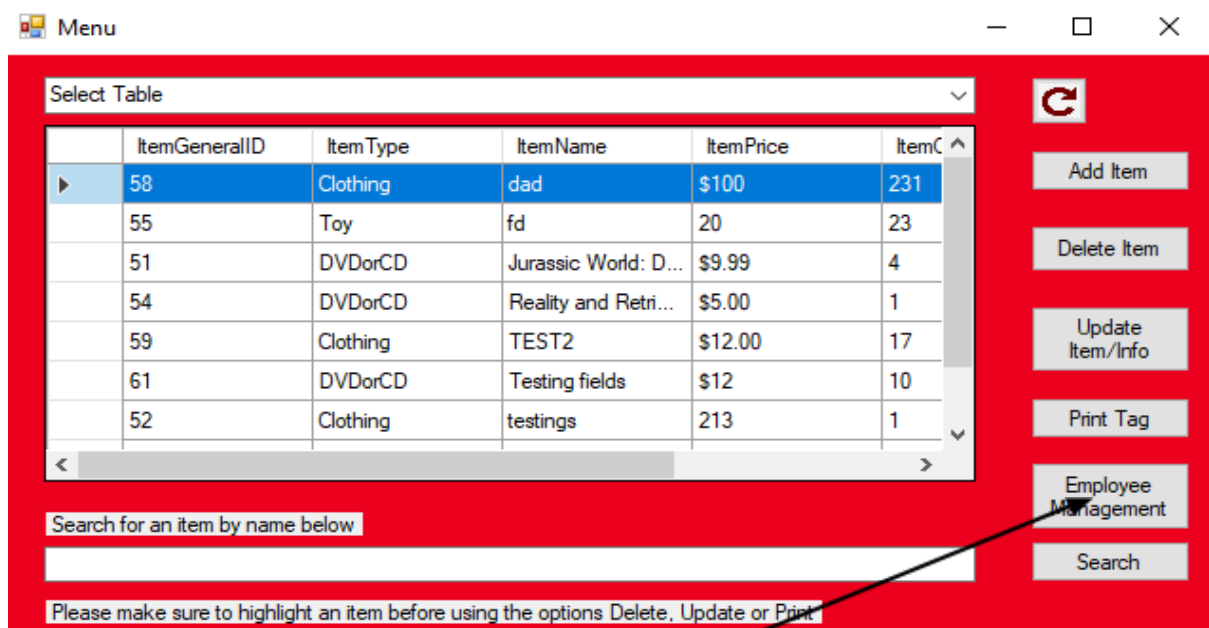 Menu
Select Table
ItemGeneralID ItemType ItemName ItemPrice
58 Clothing dad $100 231
55 Toy fd 20 23
51 DVDorCD Jurassic World: D... $9.99 4
54 DVDorCD Reality and Retri... $5.00 1
59 Clothing TEST2 $12.00 17
61 DVDorCD Testing fields $12 10
52 Clothing testings 213 1
Add Item
Delete Item
Update
Item/Info
Print Tag
Employee
Management
Search
Search for an item by name below
Please make sure to highlight an item before using the options Delete, Update or Print